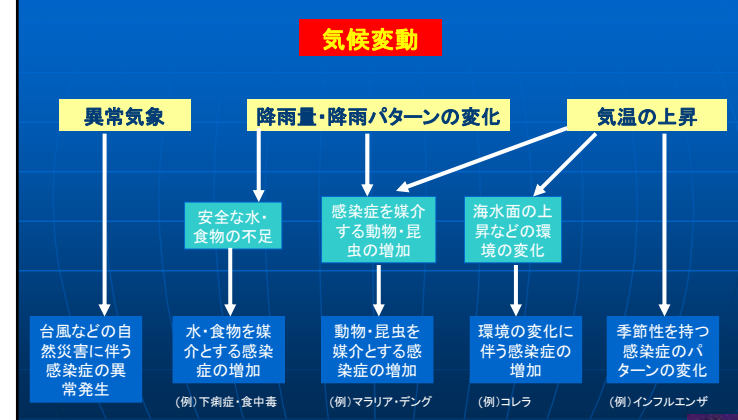 気候変動
異常気象
降雨量・降雨パターンの変化
気温の上昇
安全な水・
食物の不足
感染症を媒介
する動物・昆
虫の増加
海水面の上
昇などの環
境の変化
台風などの自
然災害に伴う
感染症の異
常発生
水・食物を媒
介とする感染
症の増加
動物・昆虫を
媒介とする感
染症の増加
環境の変化に
伴う感染症の
増加
季節性を持つ
感染症のパ
ターンの変化
(例)下痢症・食中毒
(例)マラリア・デング
(例)コレラ
(例)インフルエンザ